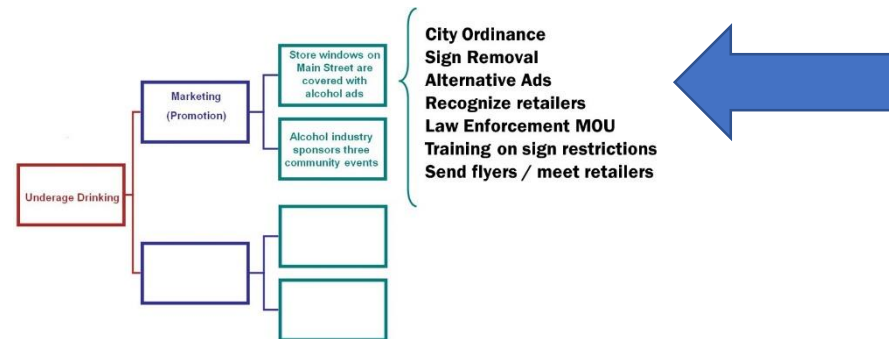 Underage Drinking
Marketing
(Promotion)
Store windows on
Main Street are
covered with
alcohol ads
Alcohol industry
sponsors three
community events
City Ordinance
Sign Removal
Alternative Ads
Recognize retailers
Law Enforcement MOU
Training on sign restrictions
Send flyers / meet retailers